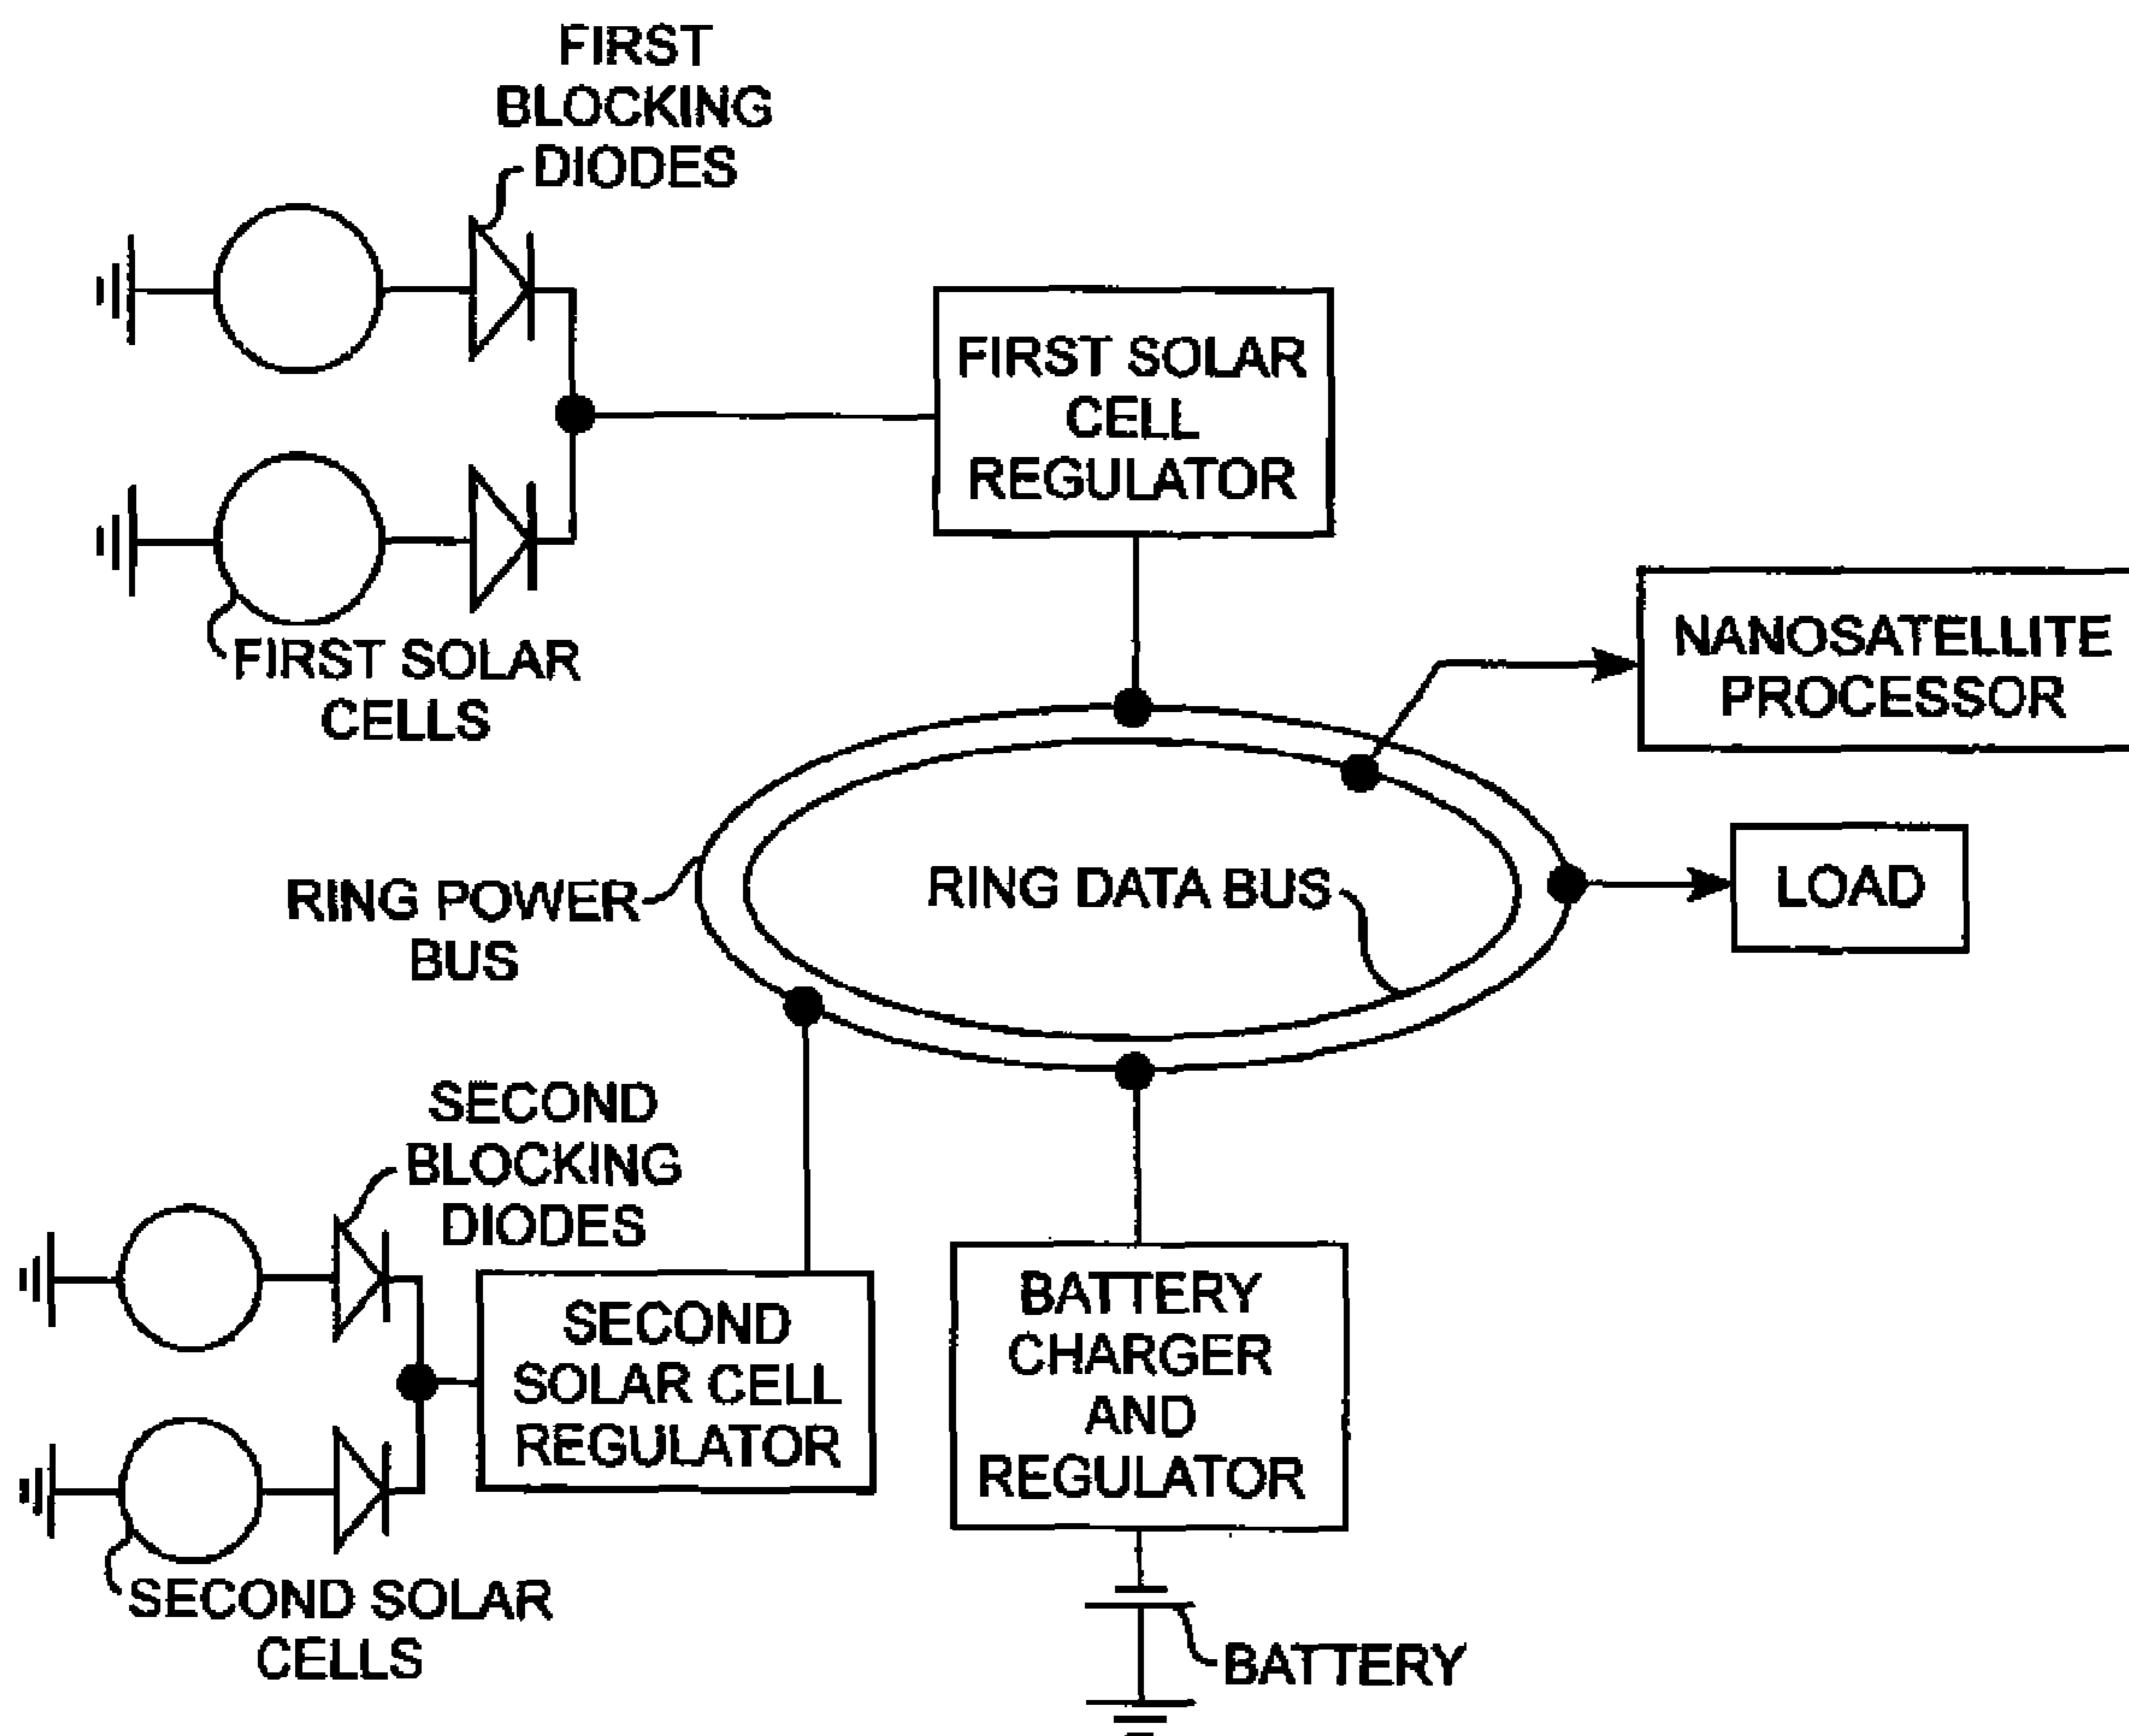 FIRST
BLOCKING
DIODES
FIRST SOLAR
CELL
REGULATOR
FIRST SOLAR
CELLS
NANOSATELLITE
PROCESSOR
RING POWER
BUS
RING DATA BUS
LOAD
SECOND
BLOCKING
DIODES
SECOND
SOLAR CELL
REGULATOR
BATTERY
CHARGER
AND
REGULATOR
SECOND SOLAR
CELLS
BATTERY